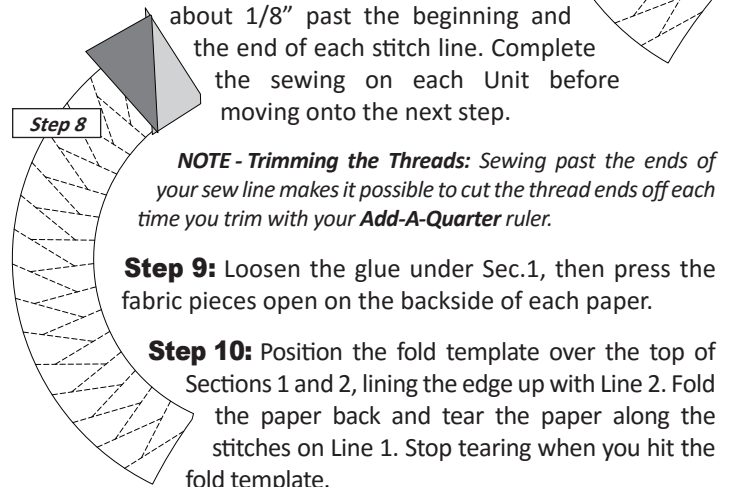 about 1/8” past the beginning and
the end of each stitch line. Complete
the sewing on each Unit before
moving onto the next step.
Step 8
NOTE - Trimming the Threads: Sewing past the ends of
your sew line makes it possible to cut the thread ends off each
time you trim with your Add-A-Quarter ruler.
Step 9: Loosen the glue under Sec.1, then press the
fabric pieces open on the backside of each paper.
Step 10: Position the fold template over the top of
Sections 1 and 2, lining the edge up with Line 2. Fold
the paper back and tear the paper along the
stitches on Line 1. Stop tearing when you hit the
fold template.